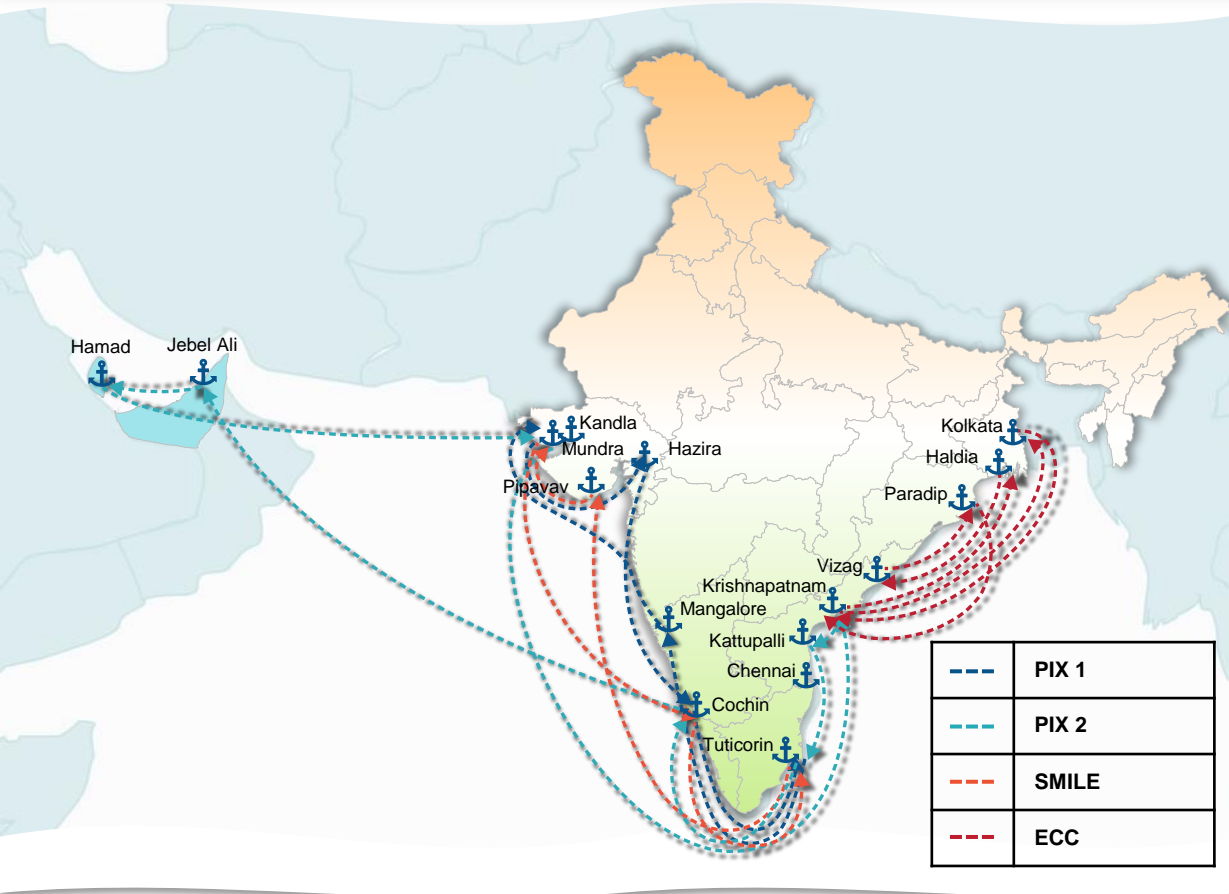 Hamad
Jebel Ali
Kandla
Mundra
Hazira
Pipavav
Kolkata
Haldia
Paradip
Vizag
Krishnapatnam
Mangalore
Kattupalli
Chennai
Cochin
Tuticorin
PIX 1
PIX 2
SMILE
ECC